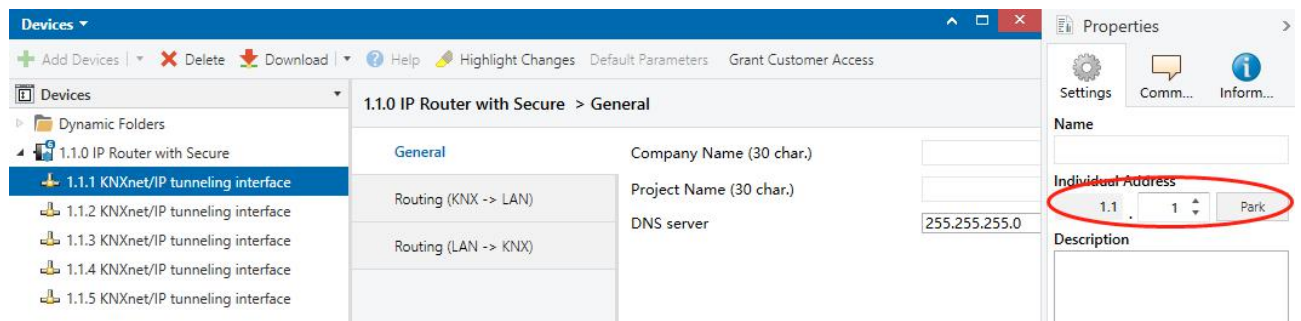 Devices
Properties
Add Devices Delete Download Help Highlight Changes Default Parameters Grant Customer Access
Settings Comm... Inform...
Devices
Dynamic Folders
1.1.0 IP Router with Secure
1.1.1 KNXnet/IP tunneling interface
1.1.2 KNXnet/IP tunneling interface
1.1.3 KNXnet/IP tunneling interface
1.1.4 KNXnet/IP tunneling interface
1.1.5 KNXnet/IP tunneling interface
1.1.0 IP Router with Secure > General
General
Routing (KNX -> LAN)
Routing (LAN -> KNX)
Company Name (30 char.)
Project Name (30 char.)
DNS server 255.255.255.0
Name
Individual Address
1.1 . 1 Park
Description